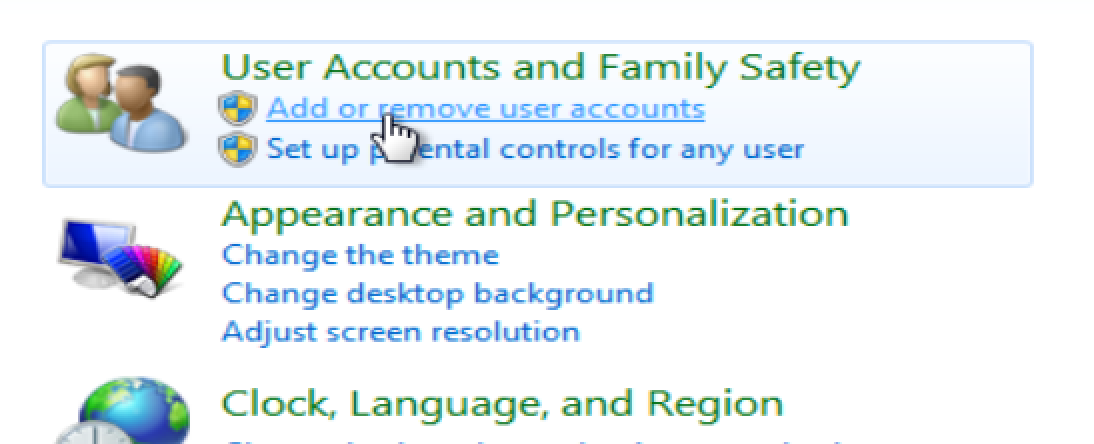 User Accounts and Family Safety
Add or remove user accounts
Set up parental controls for any user
Appearance and Personalization
Change the theme
Change desktop background
Adjust screen resolution
Clock, Language, and Region